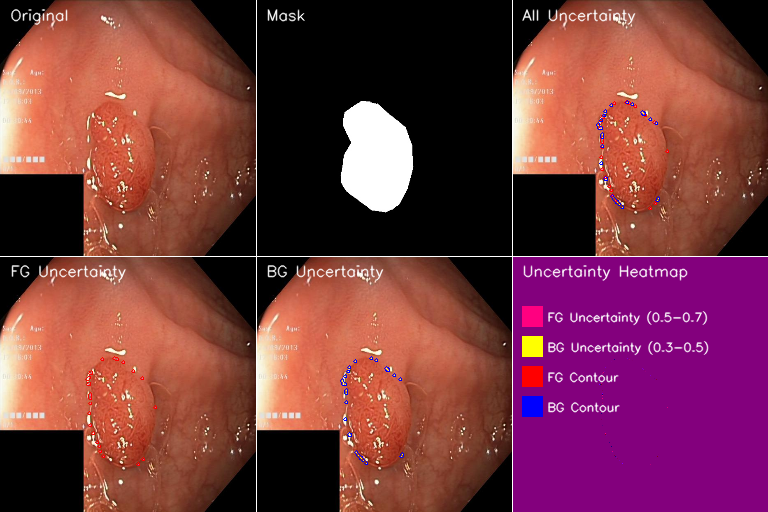 Original
Mask
All Uncertainty
FG Uncertainty
BG Uncertainty
Uncertainty Heatmap
FG Uncertainty (0.5-0.7)
BG Uncertainty (0.3-0.5)
FG Contour
BG Contour